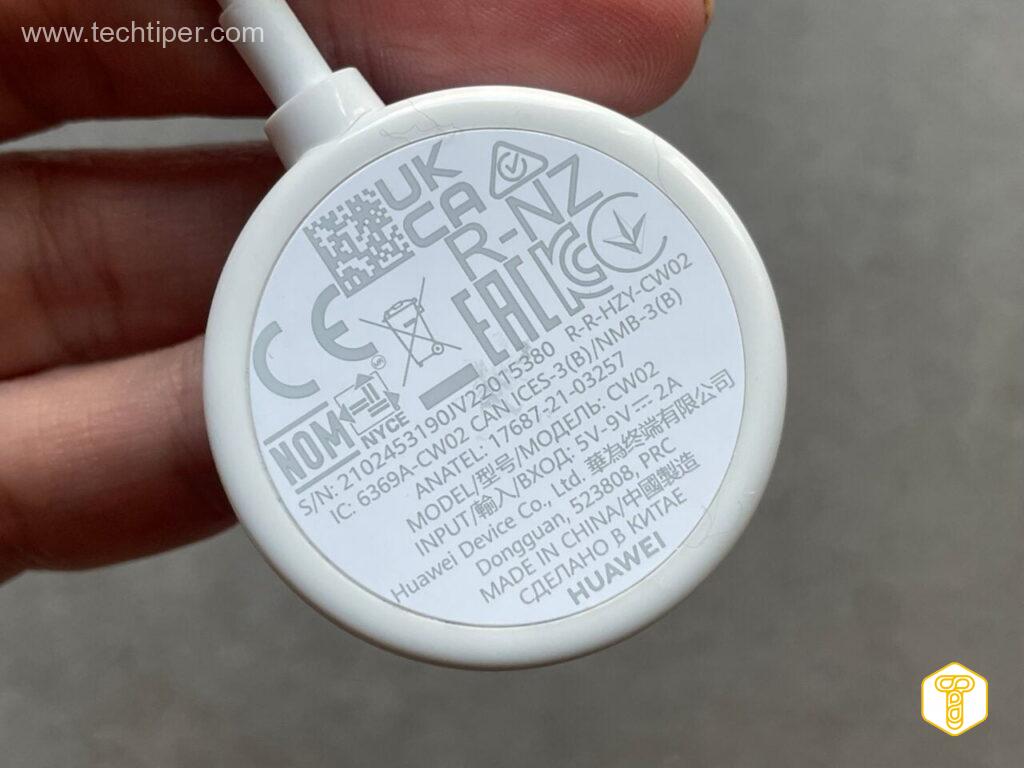 www.techtiper.com
UK
CA
R-NZ
CE
EAC
KC
NOM
NYCE
S/N: 2102453190JV22015380 R-R-HZY-CW02
IC: 6369A-CW02 CAN ICES-3(B)/NMB-3(B)
ANATEL: 17687-21-03257
MODEL/型号/МОДЕЛЬ: CW02
INPUT/輸入/ВХОД: 5V-9V⎓2A
Huawei Device Co., Ltd. 華為終端有限公司
Dongguan, 523808, PRC
MADE IN CHINA/中國製造
СДЕЛАНО В КИТАЕ
HUAWEI